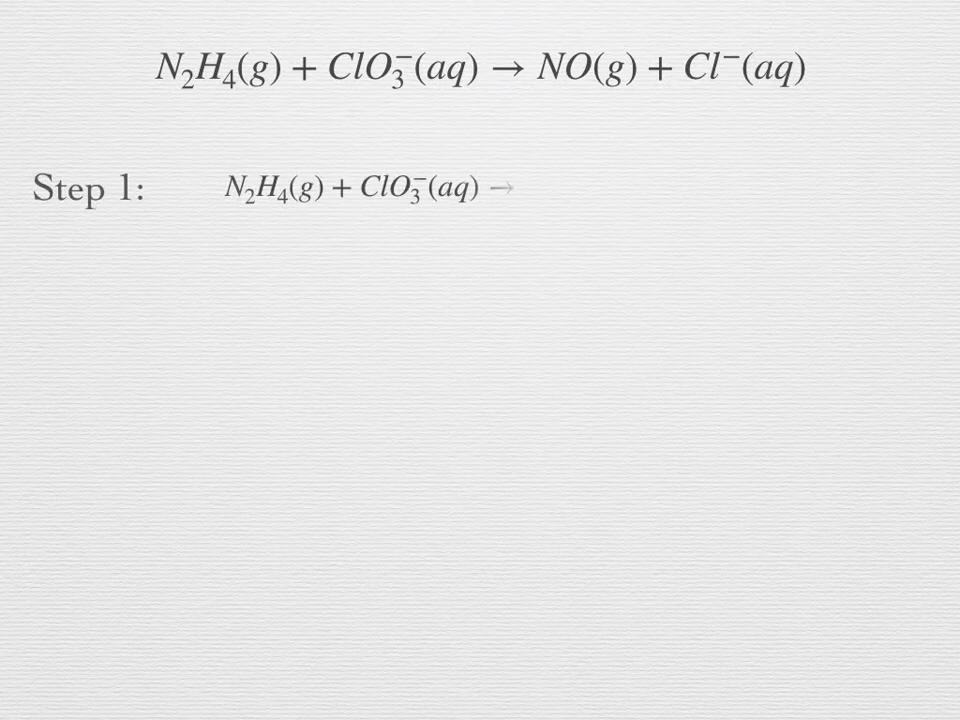 N₂H₄(g) + ClO₃⁻(aq) → NO(g) + Cl⁻(aq)
Step 1: N₂H₄(g) + ClO₃⁻(aq) →